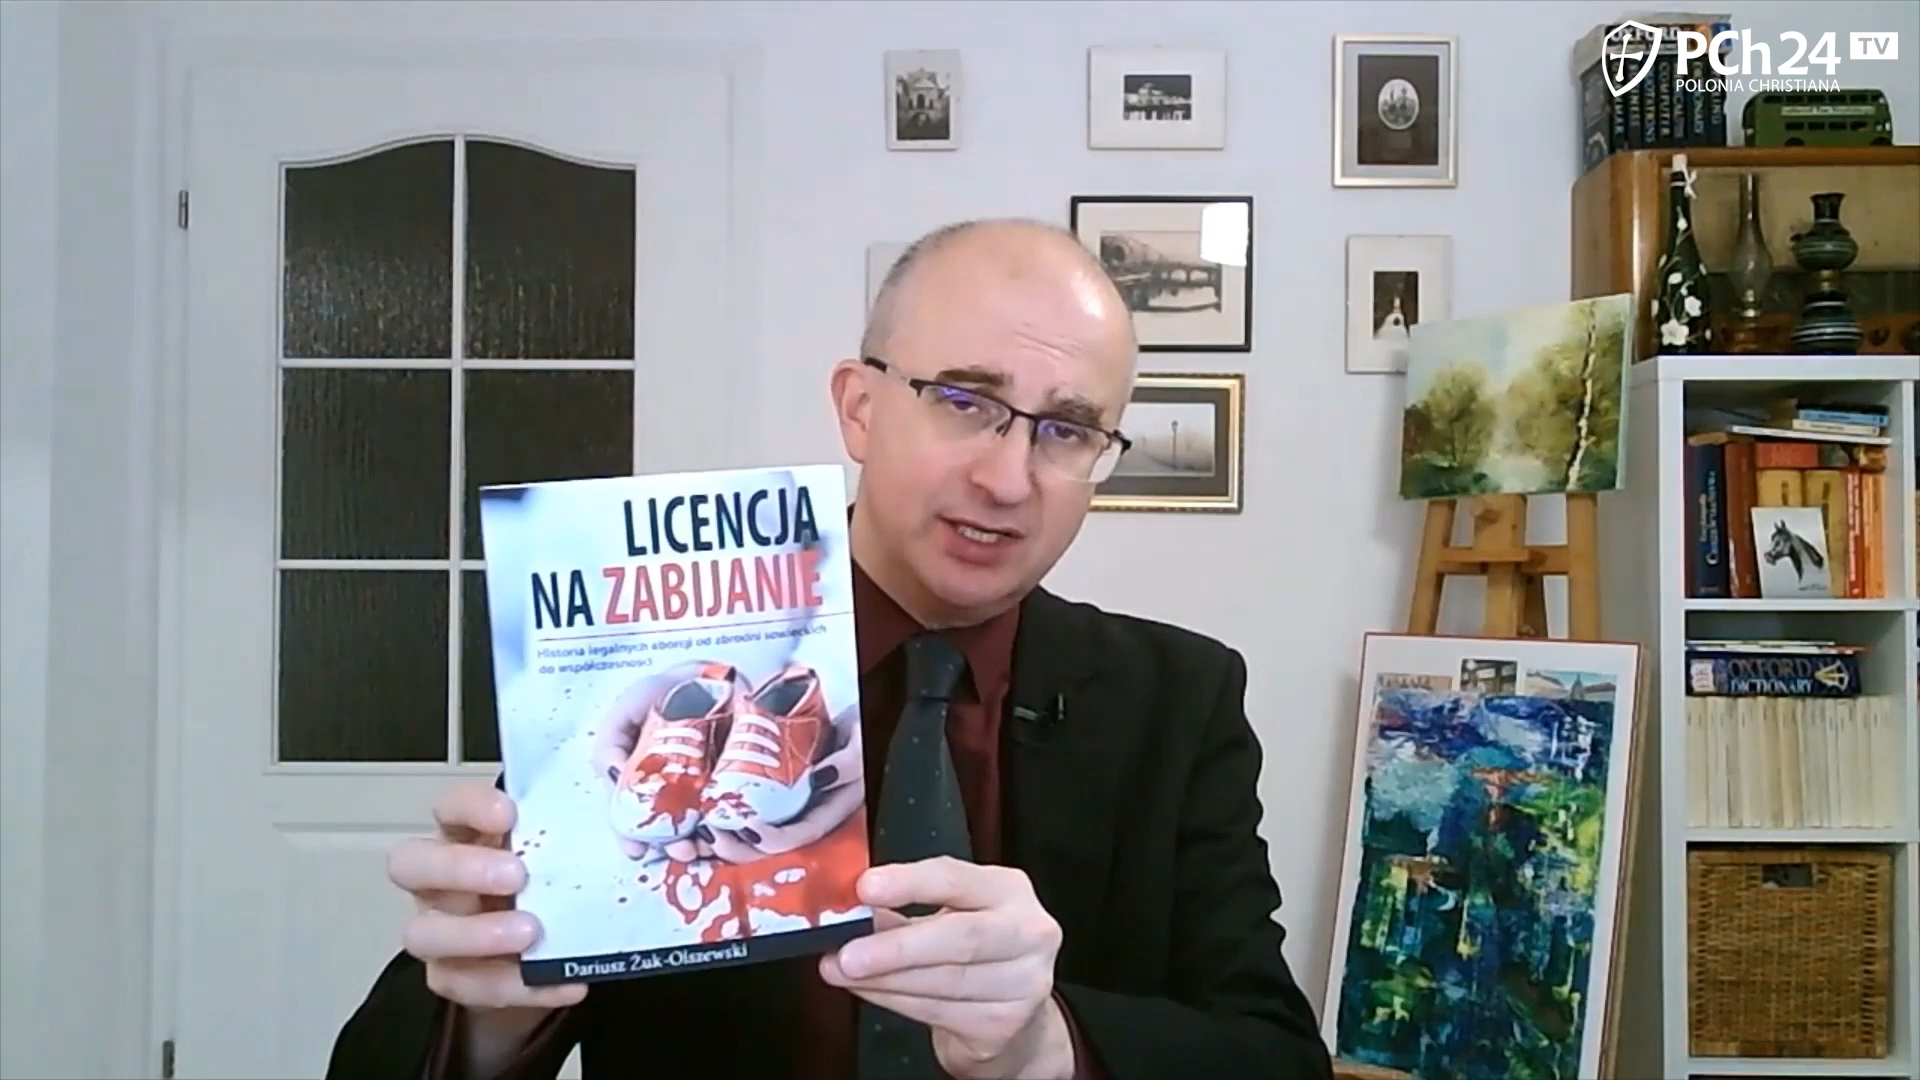 PCh24 TV
POLONIA CHRISTIANA
LICENCJA
NA ZABIJANIE
Historia legalnych aborcji od zbrodni sowieckich
do współczesności
Dariusz Żuk-Olszewski
OXFORD
DICTIONARY